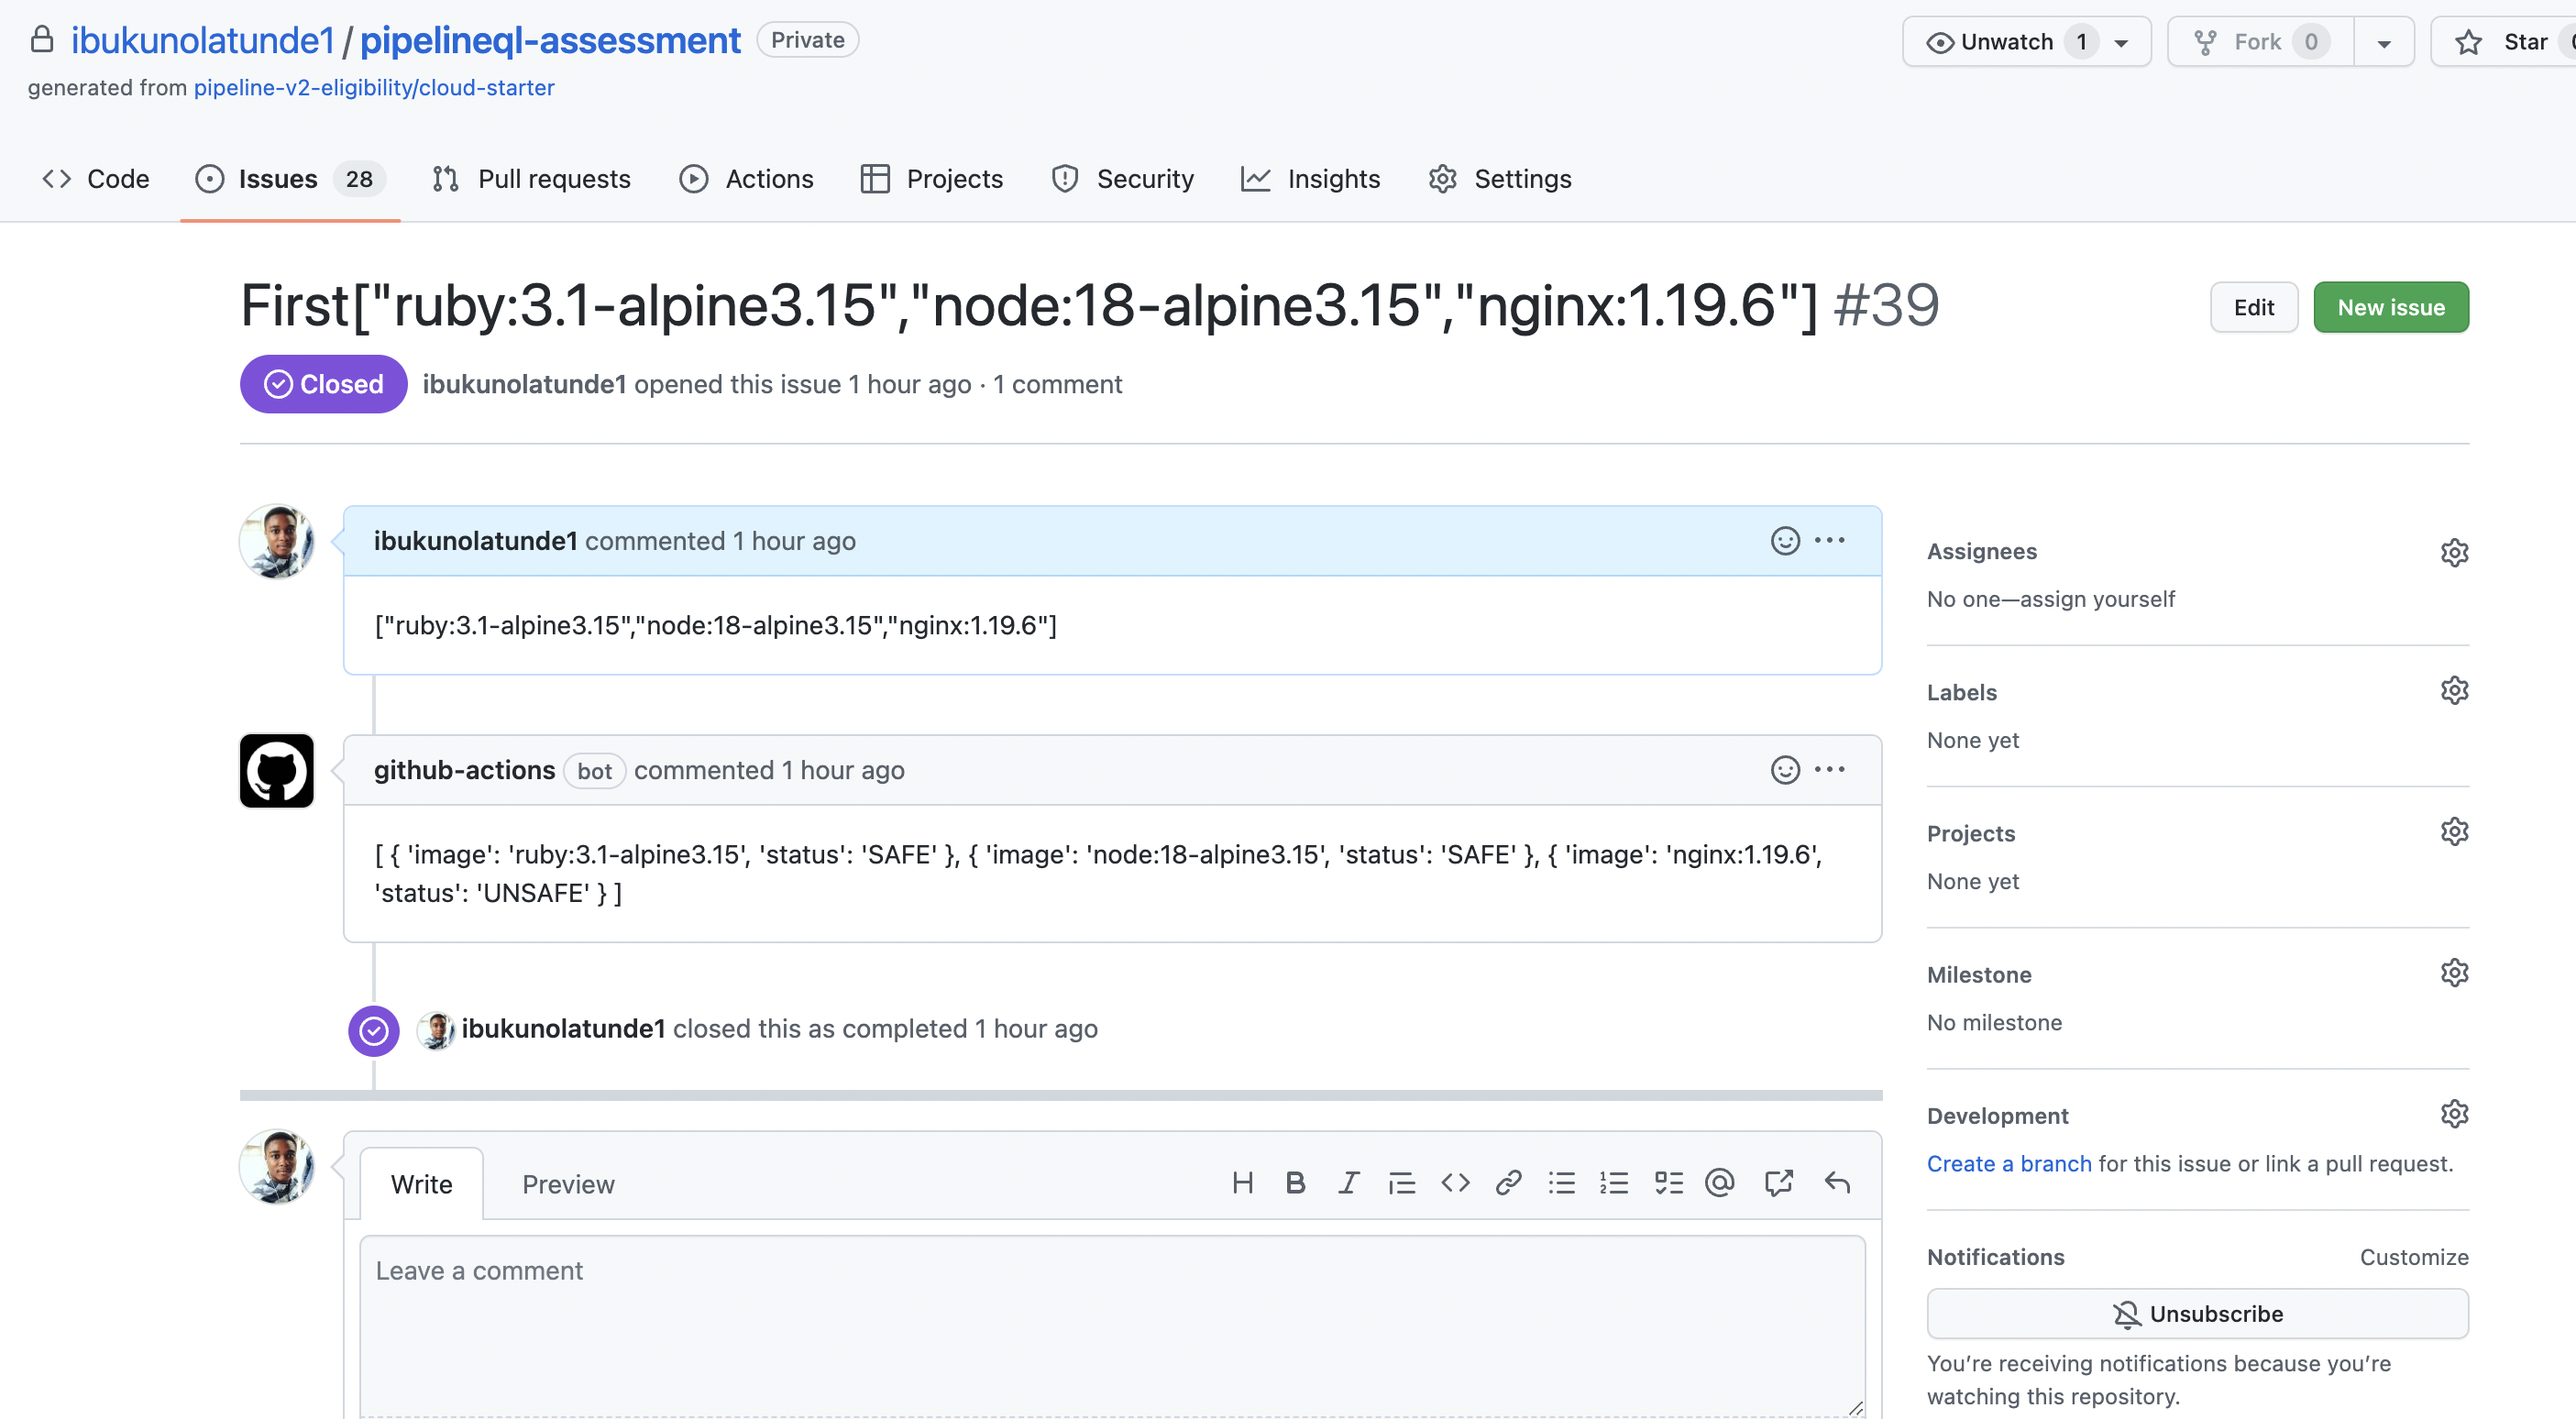 ibukunolatunde1 / pipelineql-assessment Private
Unwatch 1 Fork 0 Star
generated from pipeline-v2-eligibility/cloud-starter
Code Issues 28 Pull requests Actions Projects Security Insights Settings
First["ruby:3.1-alpine3.15","node:18-alpine3.15","nginx:1.19.6"] #39
Edit New issue
Closed ibukunolatunde1 opened this issue 1 hour ago · 1 comment
ibukunolatunde1 commented 1 hour ago
["ruby:3.1-alpine3.15","node:18-alpine3.15","nginx:1.19.6"]
github-actions bot commented 1 hour ago
[ { 'image': 'ruby:3.1-alpine3.15', 'status': 'SAFE' }, { 'image': 'node:18-alpine3.15', 'status': 'SAFE' }, { 'image': 'nginx:1.19.6',
'status': 'UNSAFE' } ]
ibukunolatunde1 closed this as completed 1 hour ago
Write Preview
Leave a comment
Assignees
No one—assign yourself
Labels
None yet
Projects
None yet
Milestone
No milestone
Development
Create a branch for this issue or link a pull request.
Notifications Customize
Unsubscribe
You're receiving notifications because you're
watching this repository.